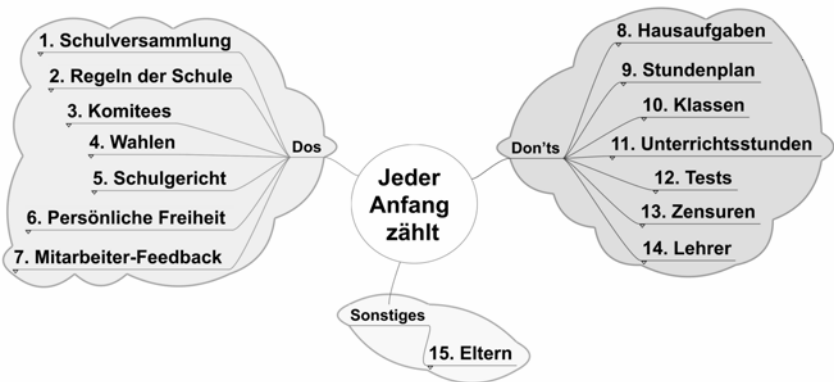 1. Schulversammlung
2. Regeln der Schule
3. Komitees
4. Wahlen
5. Schulgericht
6. Persönliche Freiheit
7. Mitarbeiter-Feedback
Dos
Jeder
Anfang
zählt
Don'ts
8. Hausaufgaben
9. Stundenplan
10. Klassen
11. Unterrichtsstunden
12. Tests
13. Zensuren
14. Lehrer
Sonstiges
15. Eltern